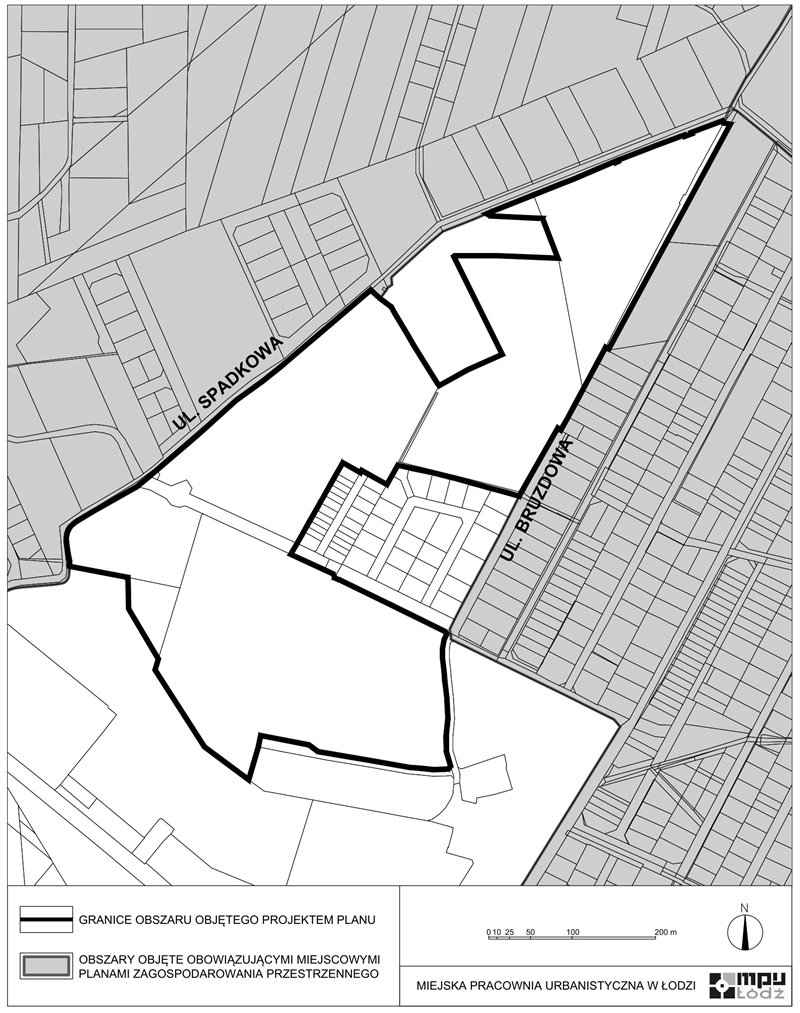 UL. SPADKOWA
UL. BRUZDOWA
GRANICE OBSZARU OBJĘTEGO PROJEKTEM PLANU
OBSZARY OBJĘTE OBOWIĄZUJĄCYMI MIEJSCOWYMI
PLANAMI ZAGOSPODAROWANIA PRZESTRZENNEGO
0 10 25 50 100 200 m
N
MIEJSKA PRACOWNIA URBANISTYCZNA W ŁODZI
mpu
Łódź